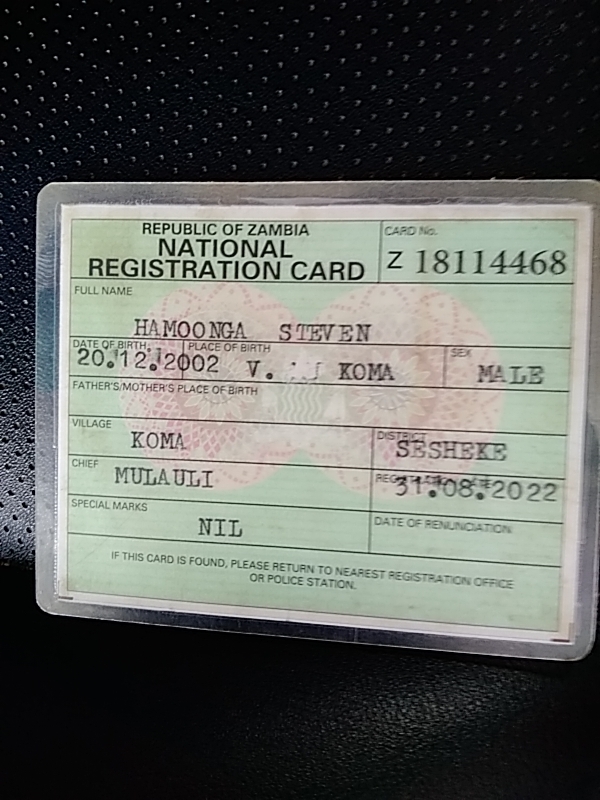 REPUBLIC OF ZAMBIA
NATIONAL
REGISTRATION CARD
CARD No.
Z 18114468
FULL NAME
HAMOONGA STEVEN
DATE OF BIRTH
20.12.2002
PLACE OF BIRTH
V. KOMA
SEX
MALE
FATHER'S/MOTHER'S PLACE OF BIRTH
VILLAGE
KOMA
DISTRICT
SESHEKE
CHIEF
MULAULI
31.08.2022
SPECIAL MARKS
NIL
DATE OF RENUNCIATION
IF THIS CARD IS FOUND, PLEASE RETURN TO NEAREST REGISTRATION OFFICE
OR POLICE STATION.